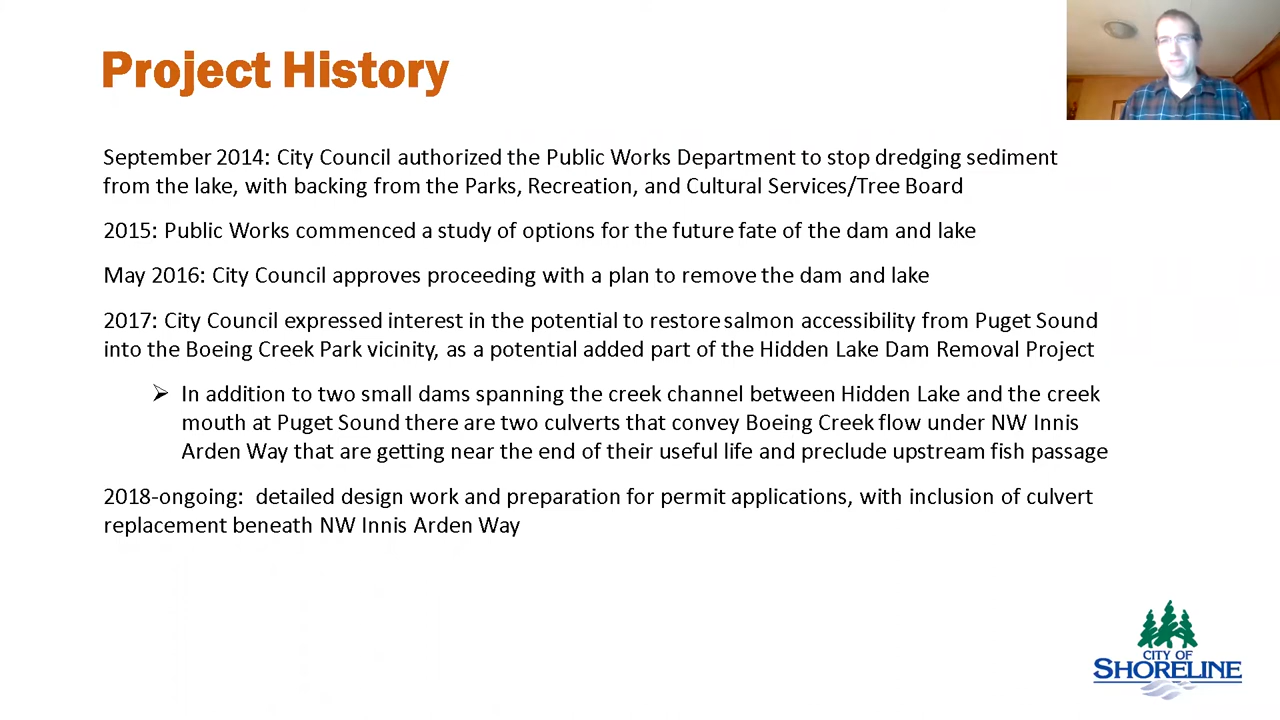 Project History
September 2014: City Council authorized the Public Works Department to stop dredging sediment
from the lake, with backing from the Parks, Recreation, and Cultural Services/Tree Board
2015: Public Works commenced a study of options for the future fate of the dam and lake
May 2016: City Council approves proceeding with a plan to remove the dam and lake
2017: City Council expressed interest in the potential to restore salmon accessibility from Puget Sound
into the Boeing Creek Park vicinity, as a potential added part of the Hidden Lake Dam Removal Project
➢ In addition to two small dams spanning the creek channel between Hidden Lake and the creek
mouth at Puget Sound there are two culverts that convey Boeing Creek flow under NW Innis
Arden Way that are getting near the end of their useful life and preclude upstream fish passage
2018-ongoing:  detailed design work and preparation for permit applications, with inclusion of culvert
replacement beneath NW Innis Arden Way
CITY OF
SHORELINE